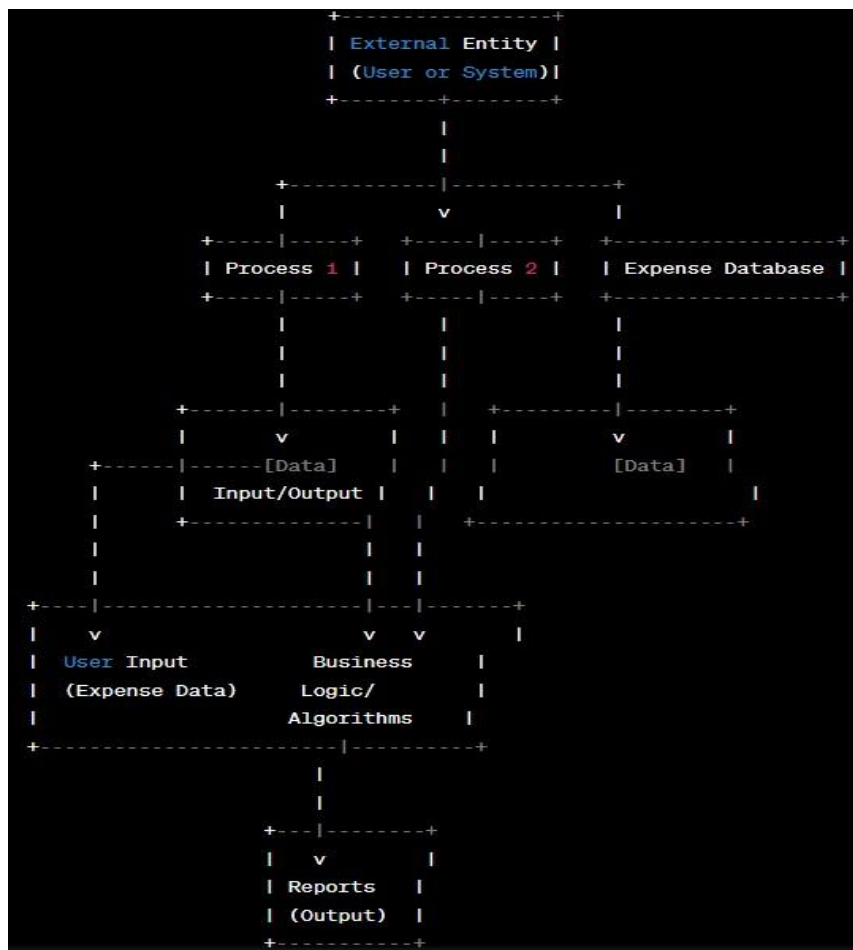 External Entity
(User or System)
v
Process 1 Process 2 Expense Database
v v
[Data] [Data]
Input/Output
v v v
User Input Business
(Expense Data) Logic/
Algorithms
v
Reports
(Output)